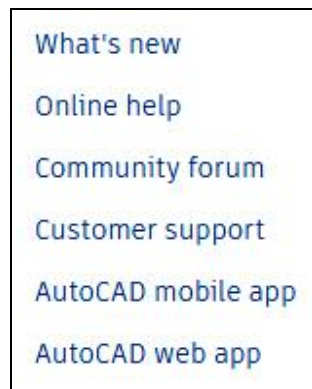 What's new
Online help
Community forum
Customer support
AutoCAD mobile app
AutoCAD web app